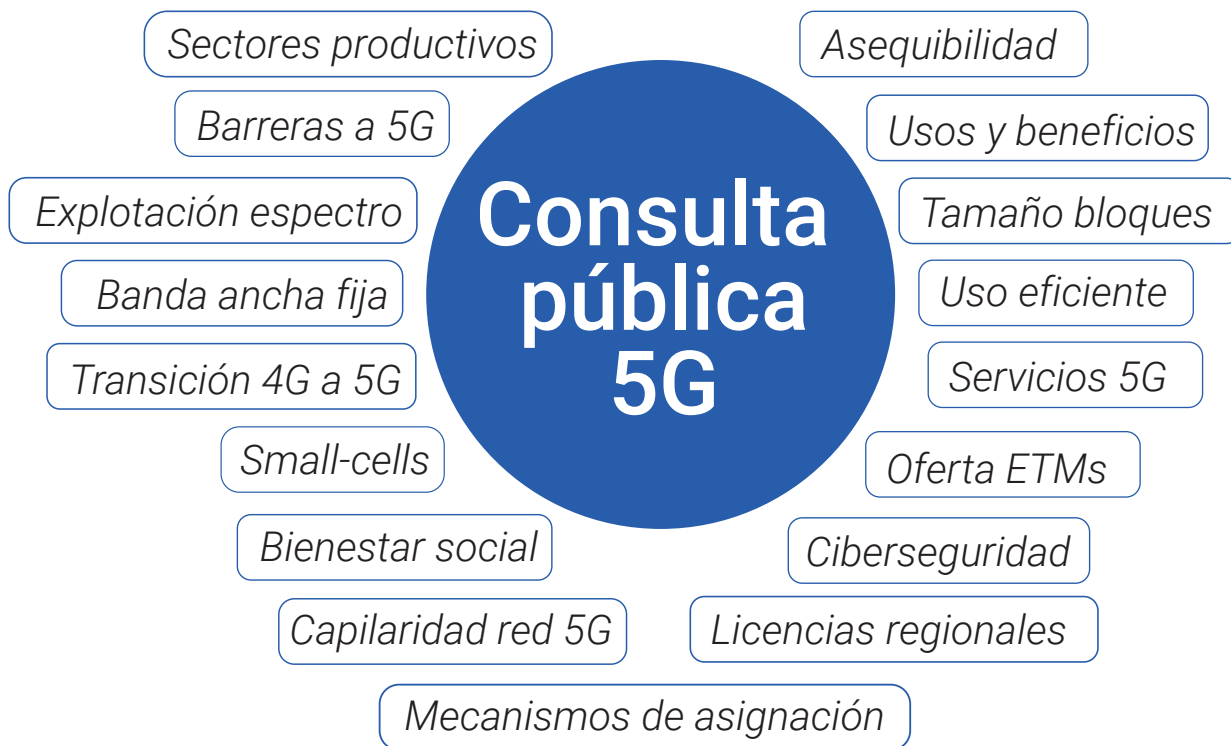 Sectores productivos
Asequibilidad
Barreras a 5G
Usos y beneficios
Explotación espectro
Consulta
pública
5G
Tamaño bloques
Banda ancha fija
Uso eficiente
Transición 4G a 5G
Servicios 5G
Small-cells
Oferta ETMs
Bienestar social
Ciberseguridad
Capilaridad red 5G
Licencias regionales
Mecanismos de asignación